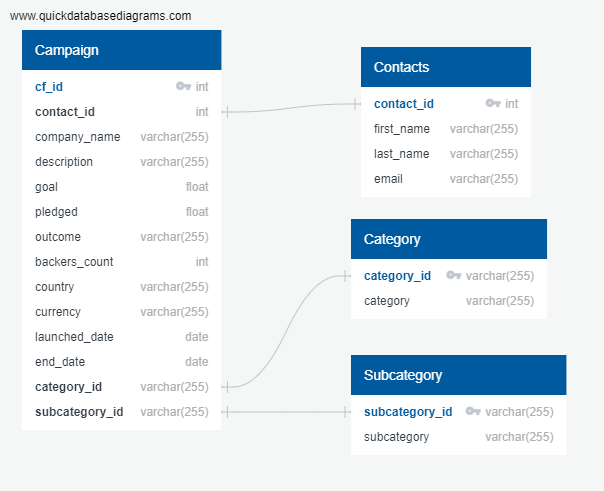 www.quickdatabasediagrams.com
Campaign
cf_id int
contact_id int
company_name varchar(255)
description varchar(255)
goal float
pledged float
outcome varchar(255)
backers_count int
country varchar(255)
currency varchar(255)
launched_date date
end_date date
category_id varchar(255)
subcategory_id varchar(255)
Contacts
contact_id int
first_name varchar(255)
last_name varchar(255)
email varchar(255)
Category
category_id varchar(255)
category varchar(255)
Subcategory
subcategory_id varchar(255)
subcategory varchar(255)